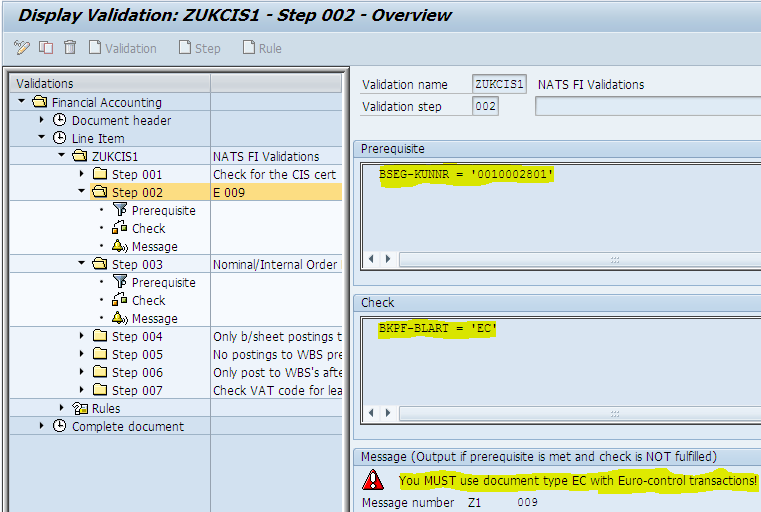 Display Validation: ZUKCIS1 - Step 002 - Overview
Validation Step Rule
Validations
Financial Accounting
Document header
Line Item
ZUKCIS1 NATS FI Validations
Step 001 Check for the CIS cert
Step 002 E 009
Prerequisite
Check
Message
Step 003 Nominal/Internal Order
Prerequisite
Check
Message
Step 004 Only b/sheet postings t
Step 005 No postings to WBS pre
Step 006 Only post to WBS's afte
Step 007 Check VAT code for lea
Rules
Complete document
Validation name ZUKCIS1 NATS FI Validations
Validation step 002
Prerequisite
BSEG-KUNNR = '0010002801'
Check
BKPF-BLART = 'EC'
Message (Output if prerequisite is met and check is NOT fulfilled)
You MUST use document type EC with Euro-control transactions!
Message number Z1 009